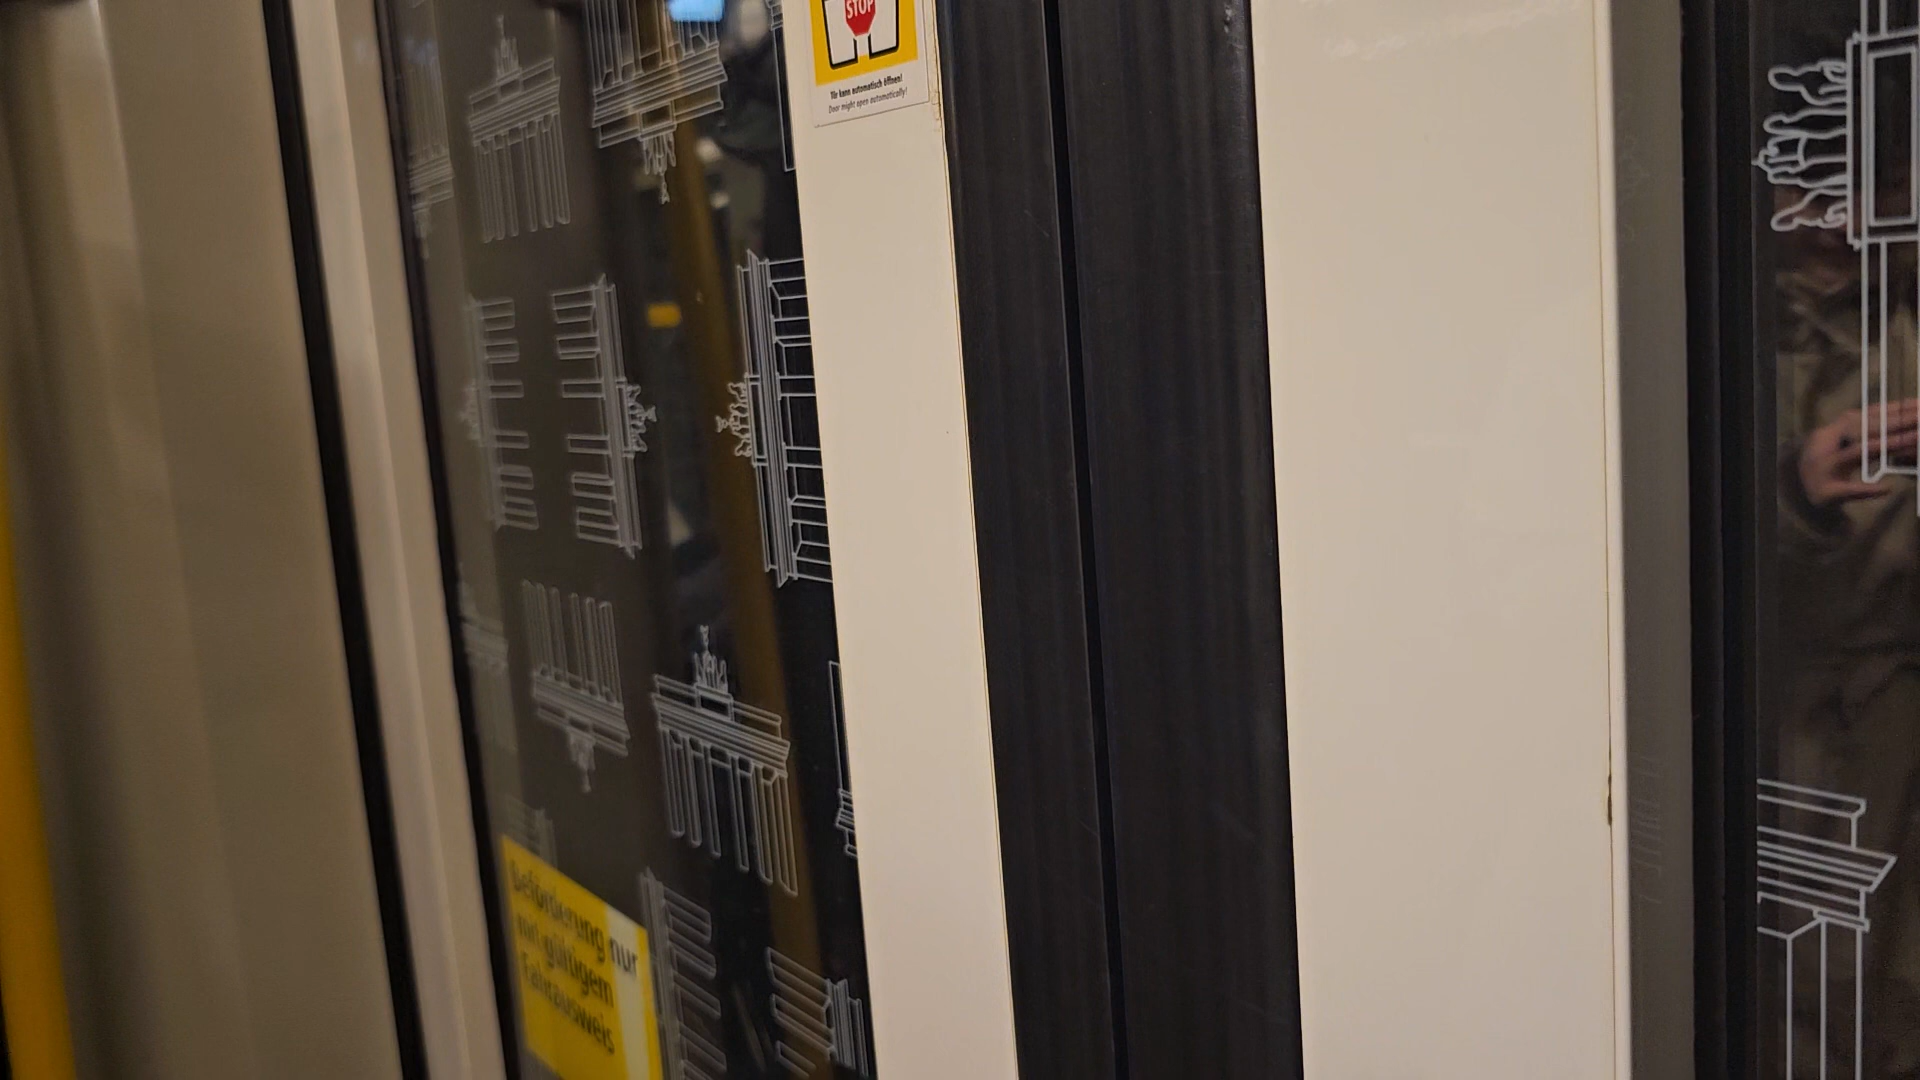 STOP
Tür kann automatisch öffnen!
Door might open automatically!
Beförderung nur
mit gültigem
Fahrausweis